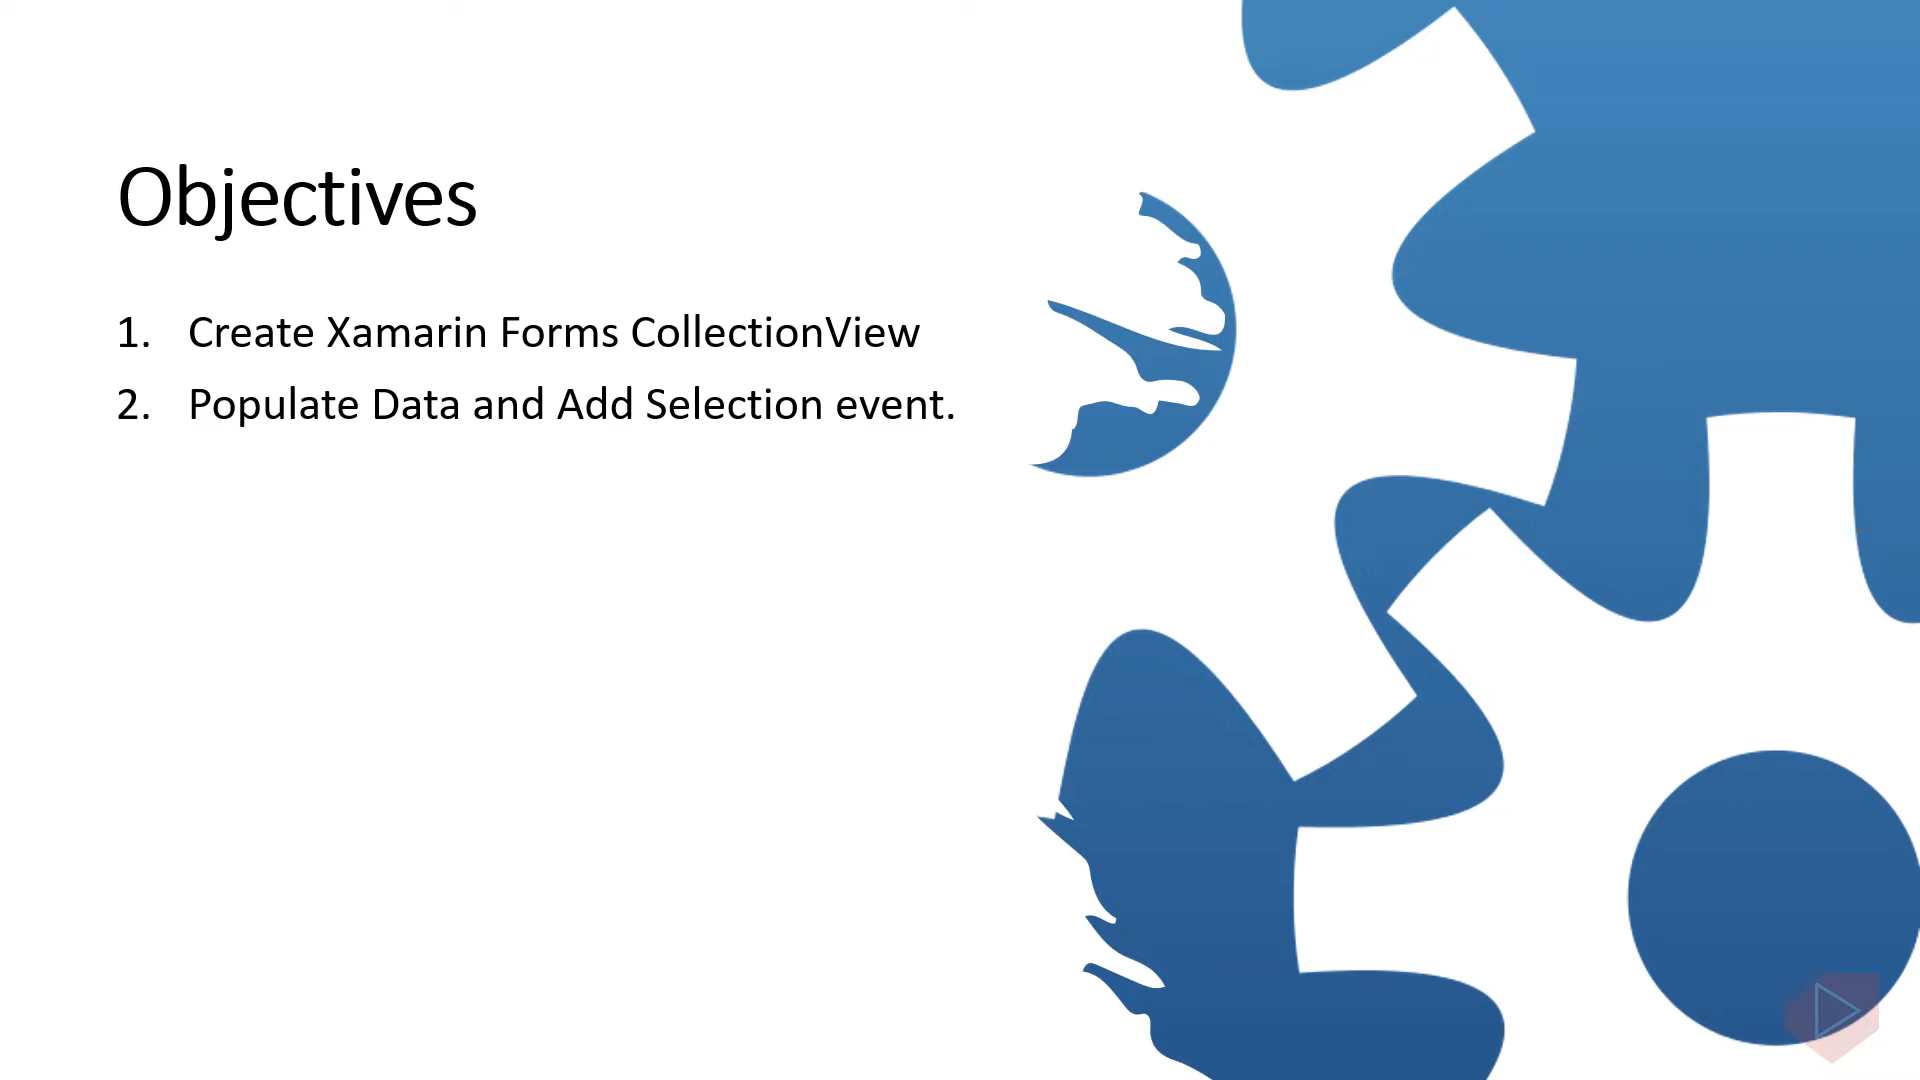 Objectives
1. Create Xamarin Forms CollectionView
2. Populate Data and Add Selection event.